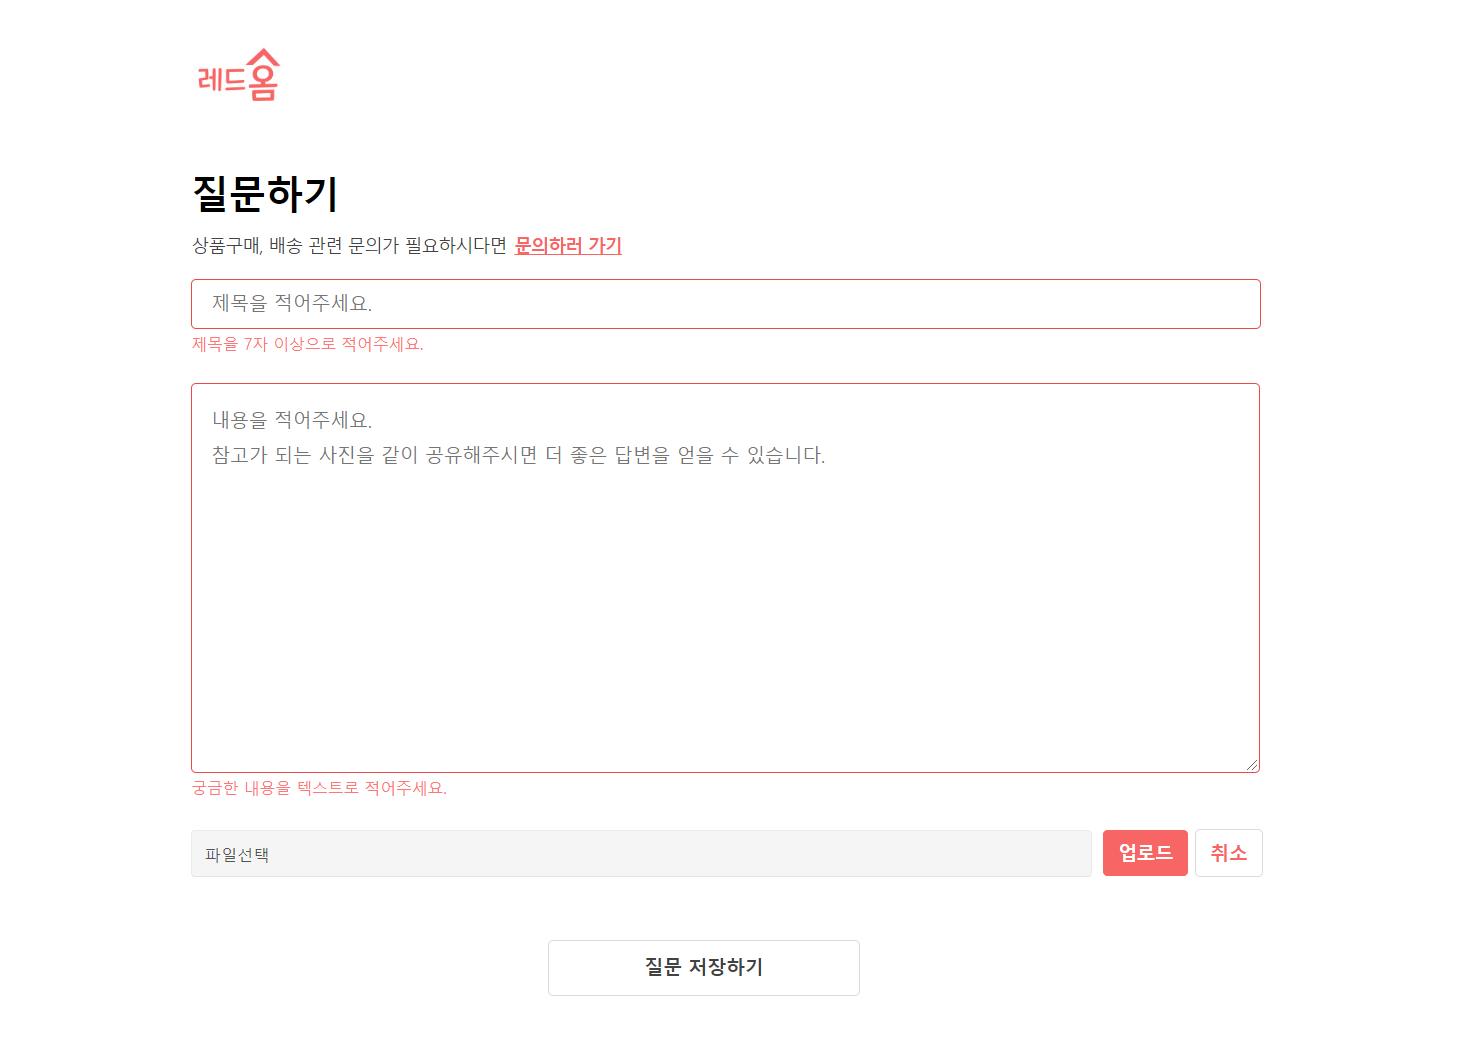 레드홈
질문하기
상품구매, 배송 관련 문의가 필요하시다면 문의하러 가기
제목을 적어주세요.
제목을 7자 이상으로 적어주세요.
내용을 적어주세요.
참고가 되는 사진을 같이 공유해주시면 더 좋은 답변을 얻을 수 있습니다.
궁금한 내용을 텍스트로 적어주세요.
파일선택 업로드 취소
질문 저장하기